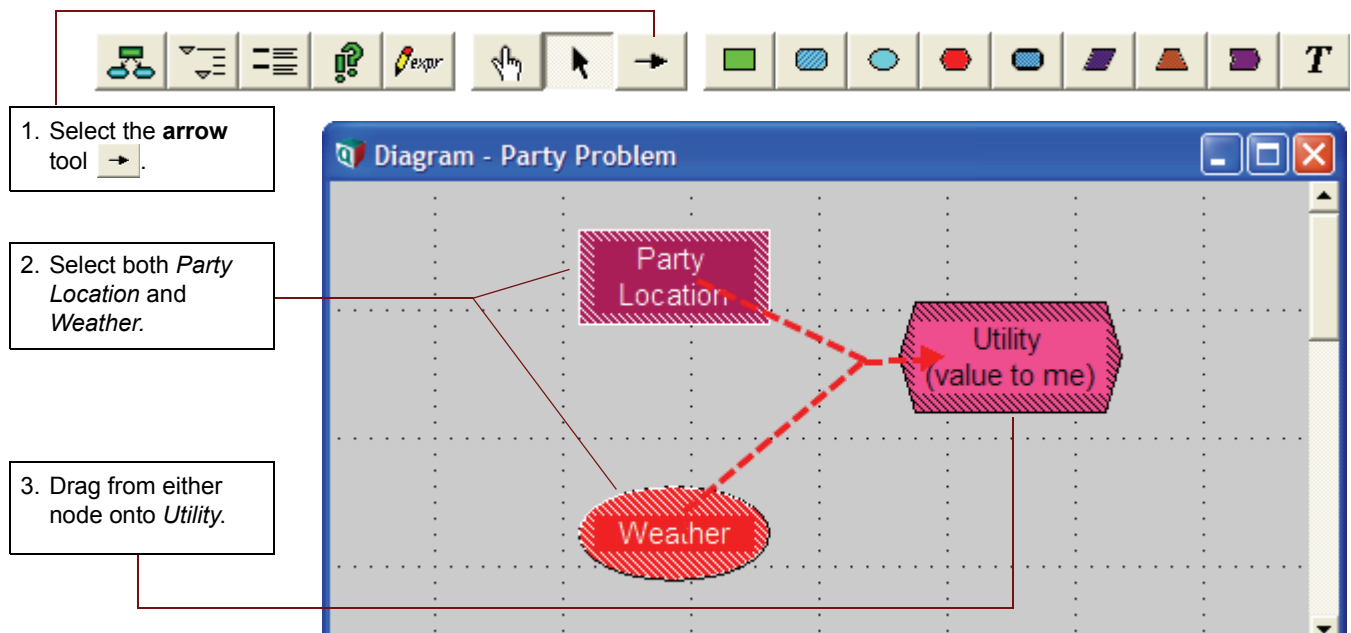 expr
T
1. Select the arrow
tool .
Diagram - Party Problem
2. Select both Party
Location and
Weather.
Party
Location
Utility
(value to me)
3. Drag from either
node onto Utility.
Weather